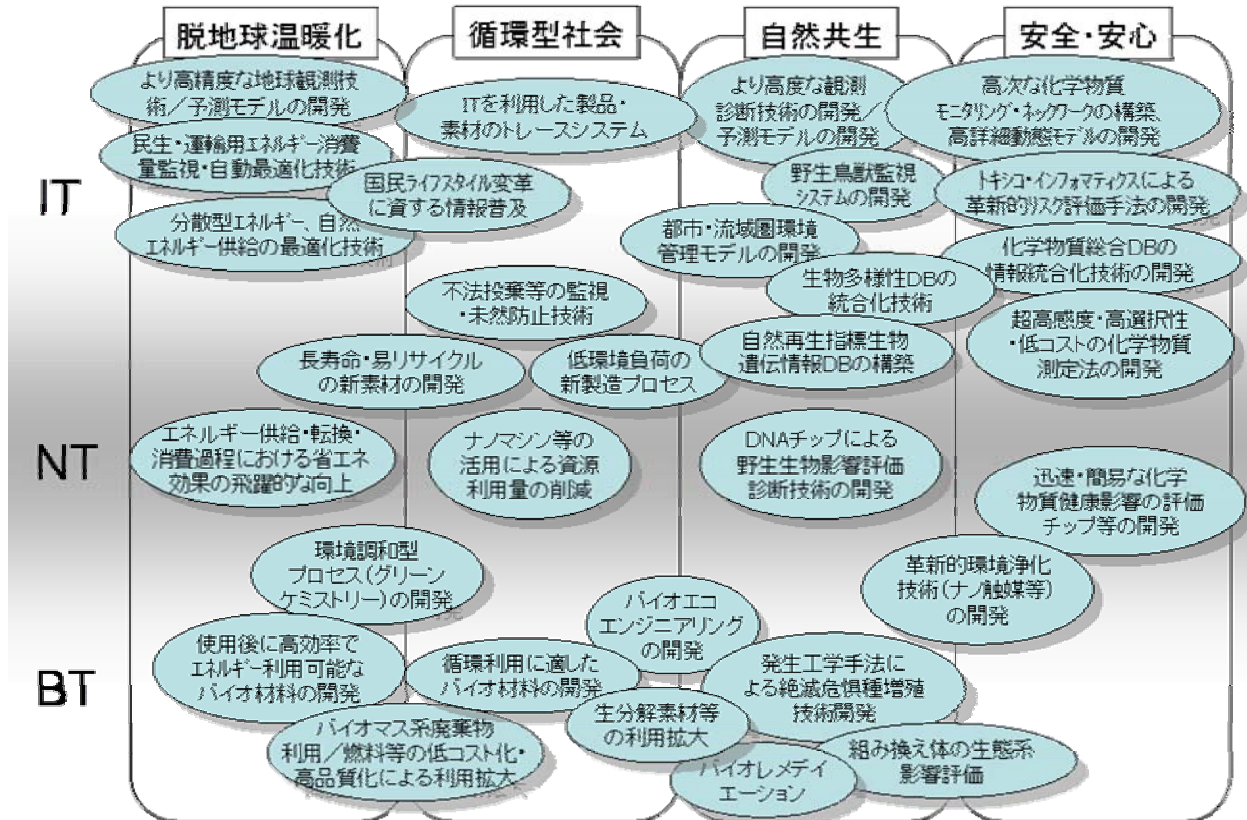 脱地球温暖化
循環型社会
自然共生
安全・安心
IT
より高精度な地球観測技
術／予測モデルの開発
民生・運輸用エネルギー消費
量監視・自動最適化技術
国民ライフスタイル変革
に資する情報普及
分散型エネルギー、自然
エネルギー供給の最適化技術
ITを利用した製品・
素材のトレースシステム
不法投棄等の監視
・未然防止技術
より高度な観測
診断技術の開発／
予測モデルの開発
野生鳥獣監視
システムの開発
都市・流域圏環境
管理モデルの開発
生物多様性DBの
統合化技術
自然再生指標生物
遺伝情報DBの構築
高次な化学物質
モニタリング・ネックワークの構築、
高詳細動態モデルの開発
トキシコ・インフォマティクスによる
革新的リスク評価手法の開発
化学物質総合DBの
情報統合化技術の開発
超高感度・高選択性
・低コストの化学物質
測定法の開発
NT
長寿命・易リサイクル
の新素材の開発
低環境負荷の
新製造プロセス
エネルギー供給・転換・
消費過程における省エネ
効果の飛躍的な向上
ナノマシン等の
活用による資源
利用量の削減
DNAチップによる
野生生物影響評価
診断技術の開発
迅速・簡易な化学
物質健康影響の評価
チップ等の開発
環境調和型
プロセス（グリーン
ケミストリー）の開発
革新的環境浄化
技術（ナノ触媒等）
の開発
BT
使用後に高効率で
エネルギー利用可能な
バイオ材料の開発
循環利用に適した
バイオ材料の開発
バイオエコ
エンジニアリング
の開発
発生工学手法に
よる絶滅危惧種増殖
技術開発
生分解素材等
の利用拡大
バイオマス系廃棄物
利用／燃料等の低コスト化・
高品質化による利用拡大
バイオレメデイ
エーション
組み換え体の生態系
影響評価